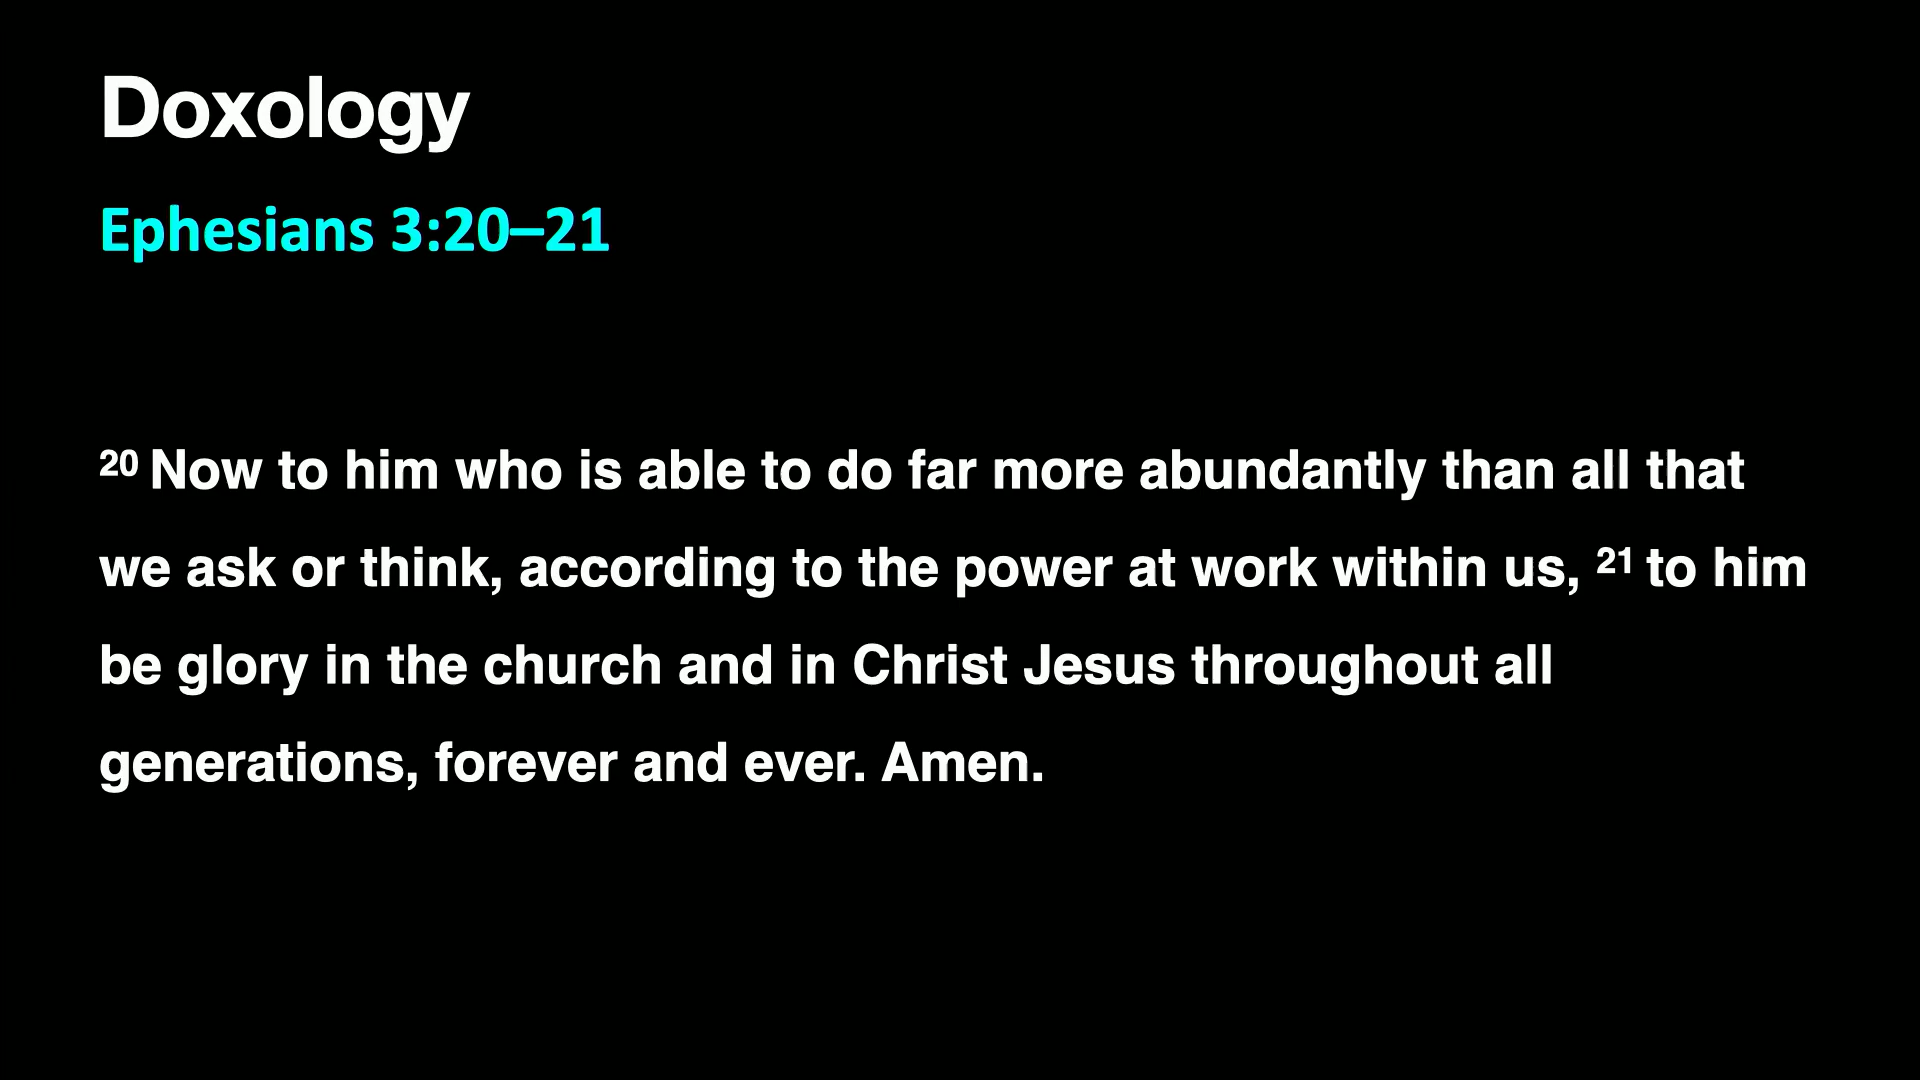 Doxology
Ephesians 3:20–21
²⁰ Now to him who is able to do far more abundantly than all that
we ask or think, according to the power at work within us, ²¹ to him
be glory in the church and in Christ Jesus throughout all
generations, forever and ever. Amen.